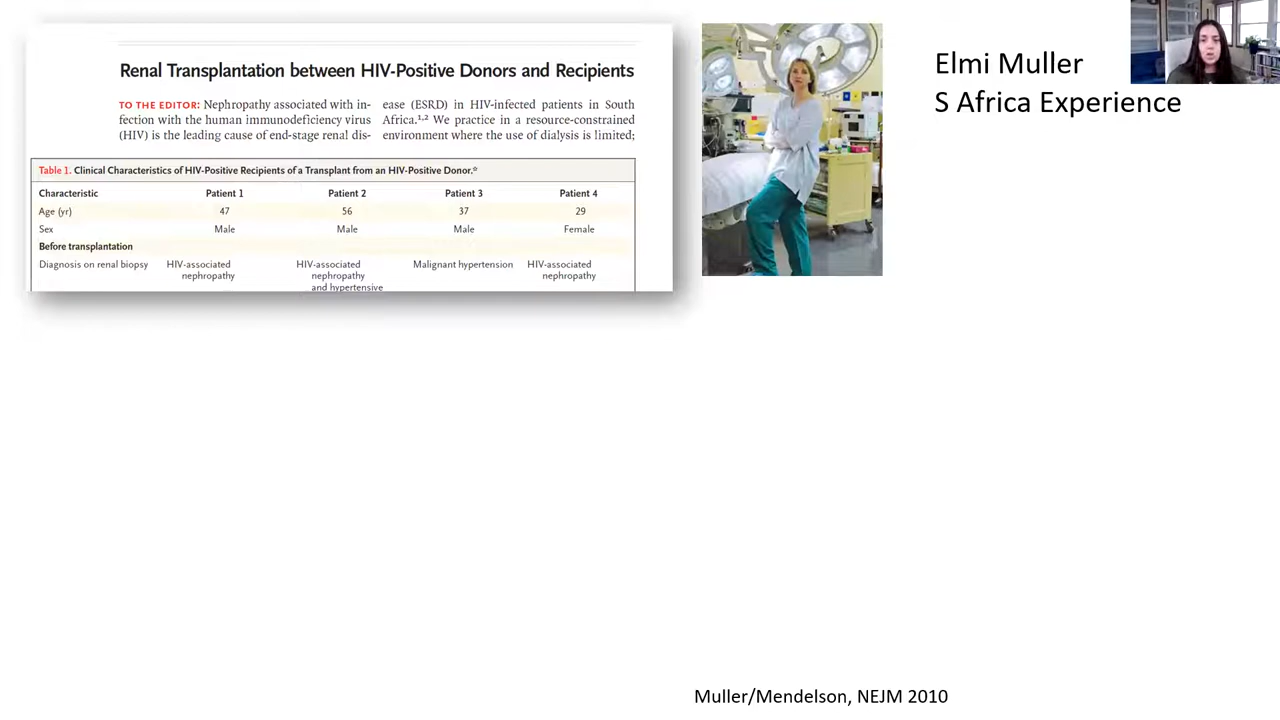 Renal Transplantation between HIV-Positive Donors and Recipients
TO THE EDITOR: Nephropathy associated with in-
fection with the human immunodeficiency virus
(HIV) is the leading cause of end-stage renal dis-
ease (ESRD) in HIV-infected patients in South
Africa.1,2 We practice in a resource-constrained
environment where the use of dialysis is limited;
Table 1. Clinical Characteristics of HIV-Positive Recipients of a Transplant from an HIV-Positive Donor.*
Characteristic Patient 1 Patient 2 Patient 3 Patient 4
Age (yr) 47 56 37 29
Sex Male Male Male Female
Before transplantation
Diagnosis on renal biopsy HIV-associated HIV-associated Malignant hypertension HIV-associated
nephropathy nephropathy nephropathy
and hypertensive
Elmi Muller
S Africa Experience
Muller/Mendelson, NEJM 2010